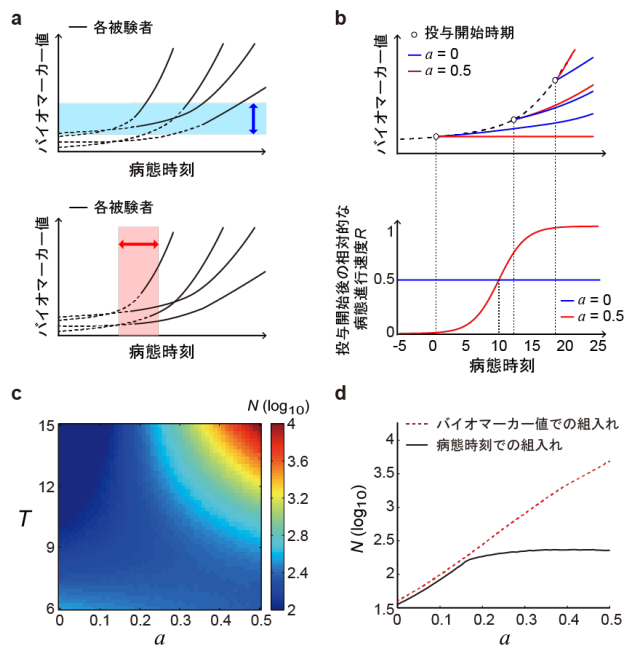 a
各被験者
バイオマーカー値
病態時刻
各被験者
バイオマーカー値
病態時刻
b
投与開始時期
a = 0
a = 0.5
バイオマーカー値
病態時刻
投与開始後の相対的な
病態進行速度R
1
0.5
0
a = 0
a = 0.5
-5 0 5 10 15 20 25
病態時刻
c
N (log10)
15
12
9
6
T
0 0.1 0.2 0.3 0.4 0.5
a
4
3.6
3.2
2.8
2.4
2
d
バイオマーカー値での組入れ
病態時刻での組入れ
N (log10)
4
3.5
3
2.5
2
1.5
0 0.1 0.2 0.3 0.4 0.5
a